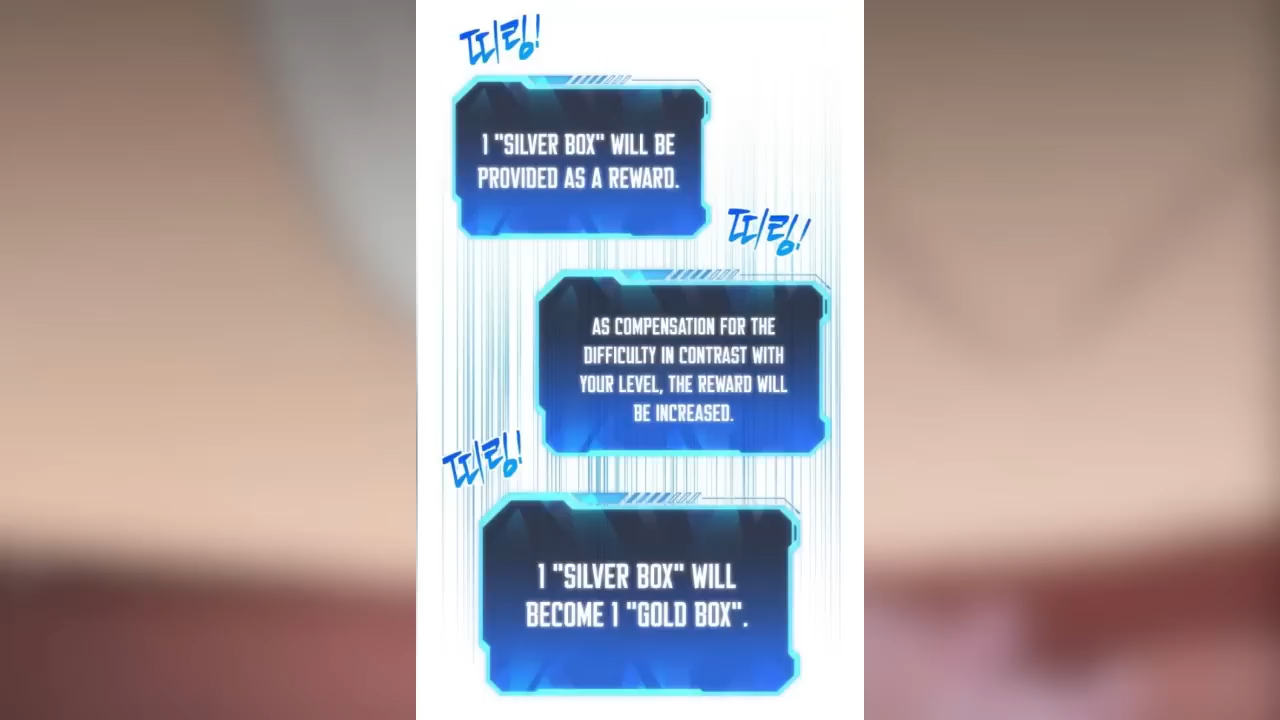 띠링!
1 "SILVER BOX" WILL BE
PROVIDED AS A REWARD.
띠링!
AS COMPENSATION FOR THE
DIFFICULTY IN CONTRAST WITH
YOUR LEVEL, THE REWARD WILL
BE INCREASED.
띠링!
1 "SILVER BOX" WILL
BECOME 1 "GOLD BOX".